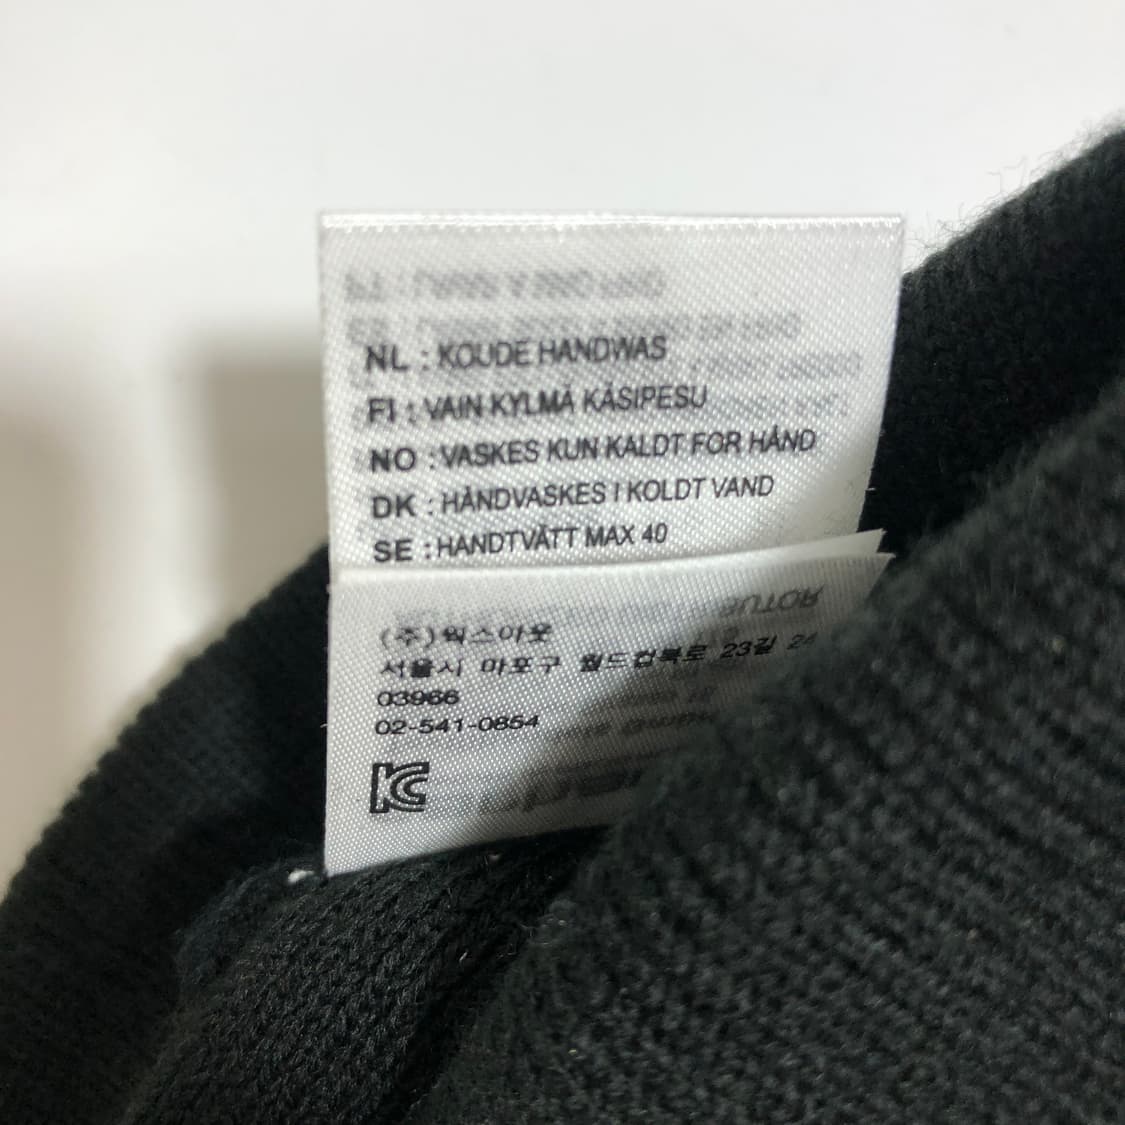 NL : KOUDE HANDWAS
FI : VAIN KYLMÄ KÄSIPESU
NO : VASKES KUN KALDT FOR HÅND
DK : HÅNDVASKES I KOLDT VAND
SE : HANDTVÄTT MAX 40
(주)웍스아웃
서울시 마포구 월드컵북로 23길 24
03966
02-541-0854
KC